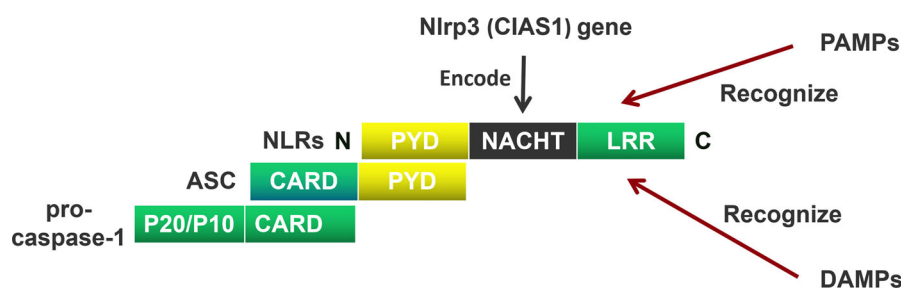 Nlrp3 (CIAS1) gene
PAMPs
Encode
Recognize
NLRs N PYD NACHT LRR C
ASC CARD PYD
pro-
caspase-1 P20/P10 CARD
Recognize
DAMPs